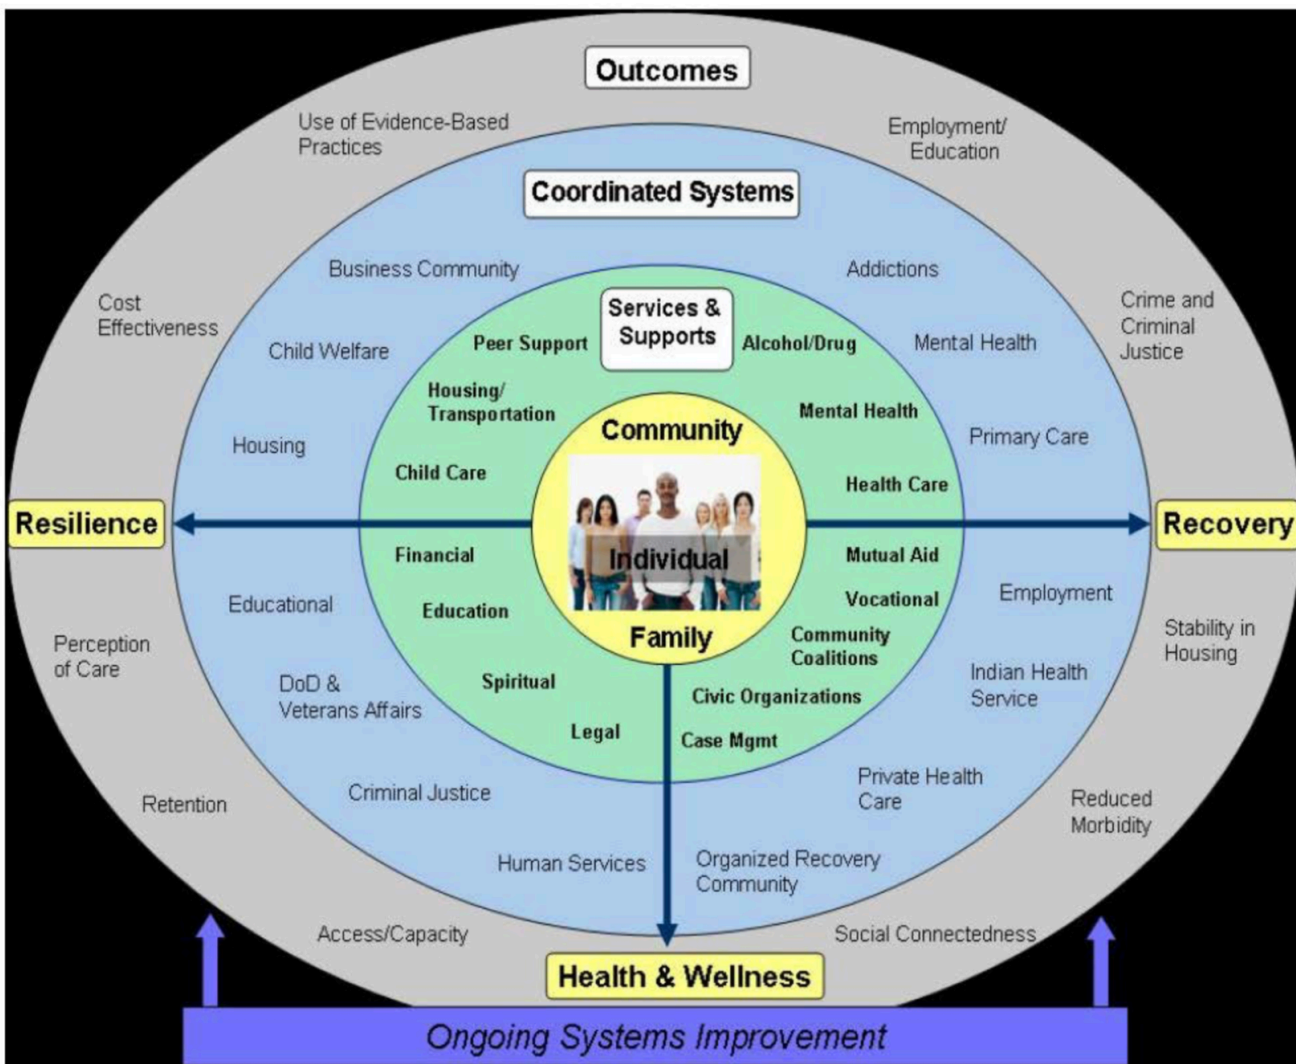 Outcomes
Use of Evidence-Based
Practices
Employment/
Education
Coordinated Systems
Business Community
Addictions
Cost
Effectiveness
Services &
Supports
Crime and
Criminal
Justice
Child Welfare
Peer Support
Alcohol/Drug
Mental Health
Housing/
Transportation
Community
Mental Health
Housing
Primary Care
Child Care
Health Care
Resilience
Recovery
Individual
Financial
Mutual Aid
Educational
Education
Vocational
Employment
Perception
of Care
Family
Community
Coalitions
Stability in
Housing
DoD &
Veterans Affairs
Spiritual
Civic Organizations
Indian Health
Service
Legal
Case Mgmt
Retention
Criminal Justice
Private Health
Care
Reduced
Morbidity
Human Services
Organized Recovery
Community
Access/Capacity
Social Connectedness
Health & Wellness
Ongoing Systems Improvement